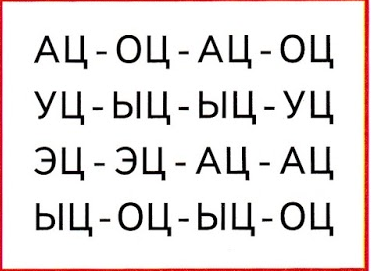 АЦ - ОЦ - АЦ - ОЦ
УЦ - ЫЦ - ЫЦ - УЦ
ЭЦ - ЭЦ - АЦ - АЦ
ЫЦ - ОЦ - ЫЦ - ОЦ